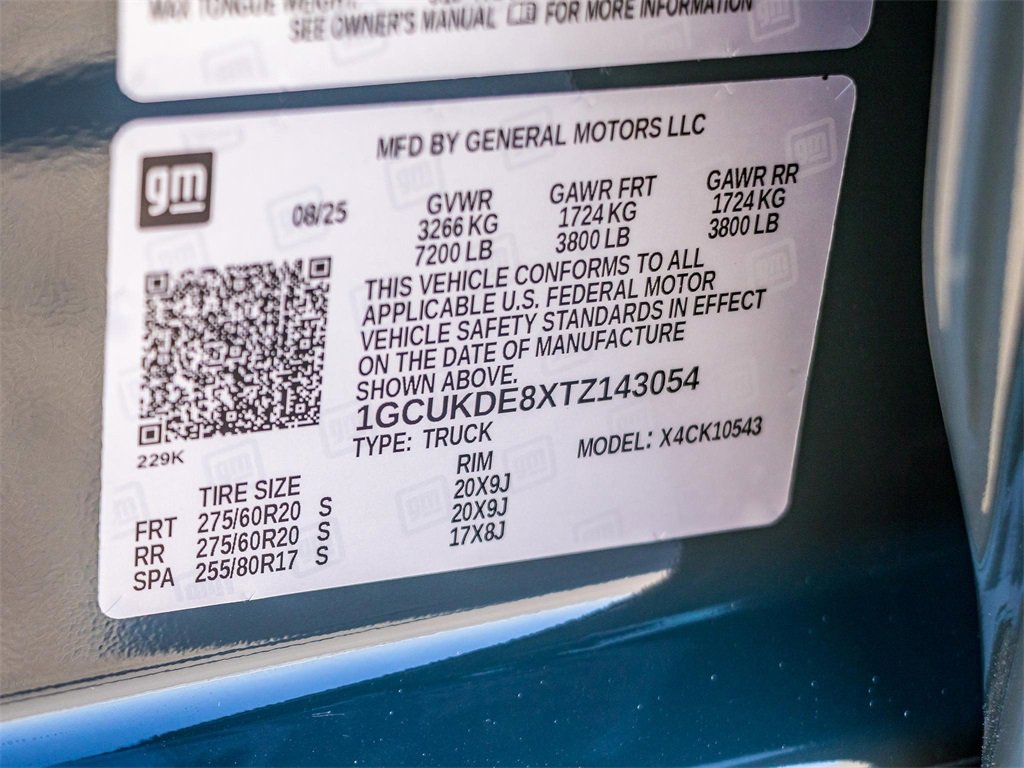 MAX TONGUE WEIGHT:
SEE OWNER'S MANUAL FOR MORE INFORMATION
MFD BY GENERAL MOTORS LLC
gm
08/25
GVWR GAWR FRT GAWR RR
3266 KG 1724 KG 1724 KG
7200 LB 3800 LB 3800 LB
THIS VEHICLE CONFORMS TO ALL
APPLICABLE U.S. FEDERAL MOTOR
VEHICLE SAFETY STANDARDS IN EFFECT
ON THE DATE OF MANUFACTURE
SHOWN ABOVE.
1GCUKDE8XTZ143054
TYPE: TRUCK MODEL: X4CK10543
229K
TIRE SIZE RIM
FRT 275/60R20 S 20X9J
RR 275/60R20 S 20X9J
SPA 255/80R17 S 17X8J